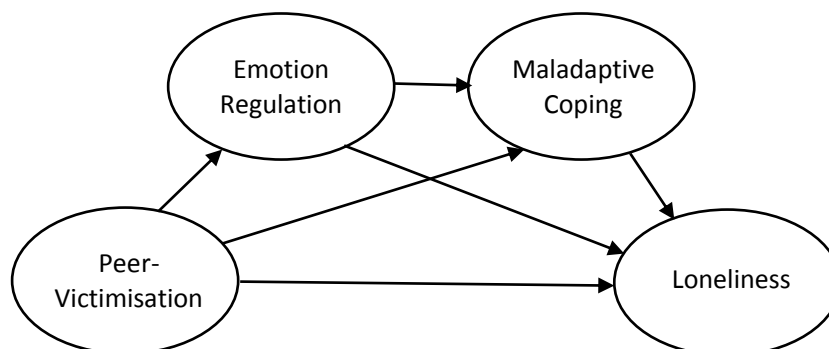 Emotion
Regulation
Maladaptive
Coping
Peer-
Victimisation
Loneliness